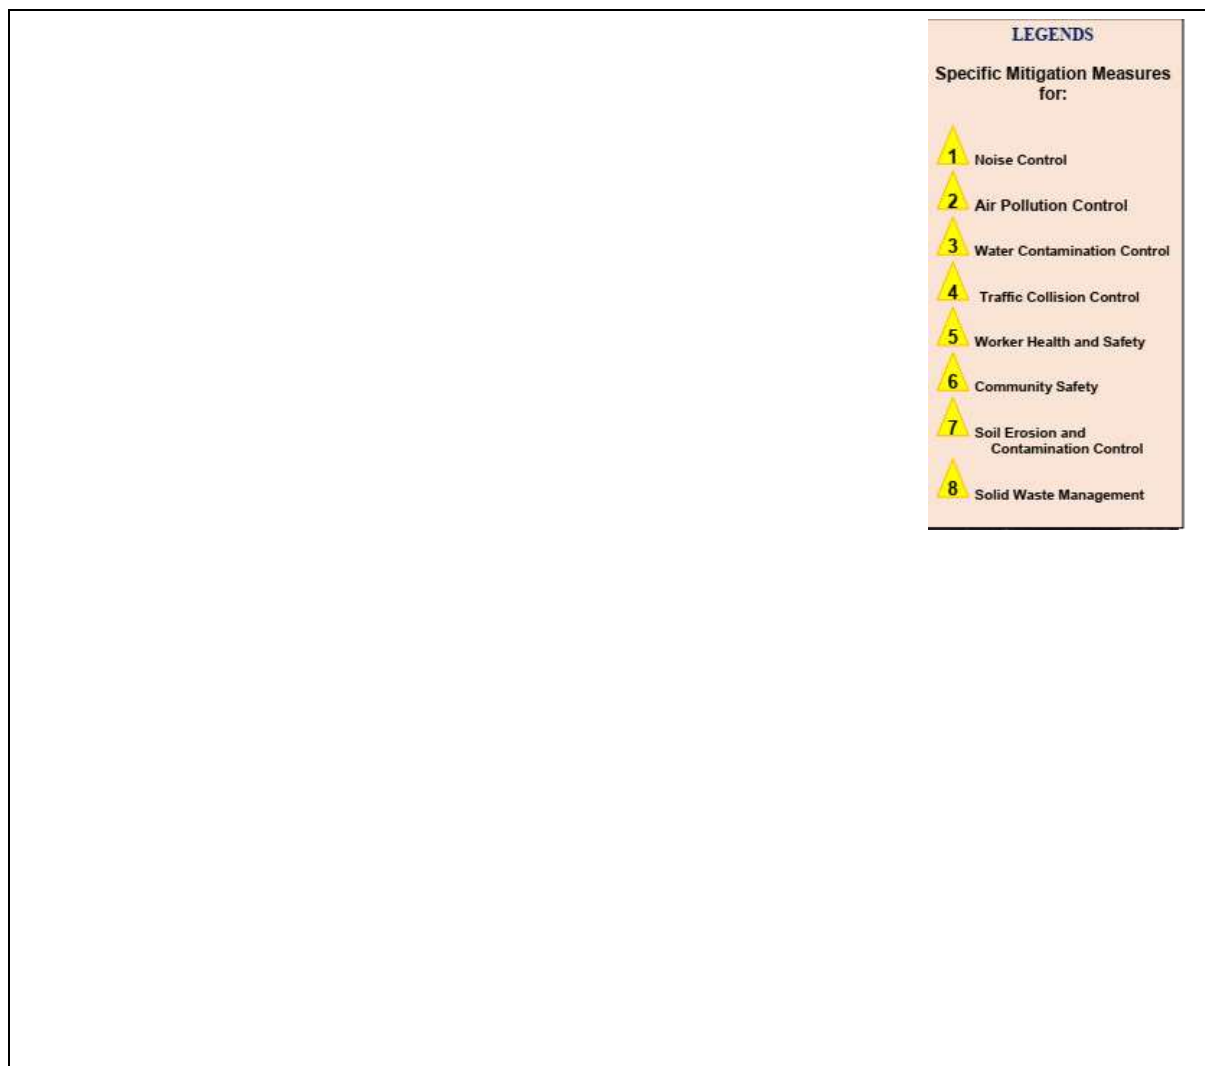 LEGENDS
Specific Mitigation Measures
for:
1 Noise Control
2 Air Pollution Control
3 Water Contamination Control
4 Traffic Collision Control
5 Worker Health and Safety
6 Community Safety
7 Soil Erosion and
Contamination Control
8 Solid Waste Management